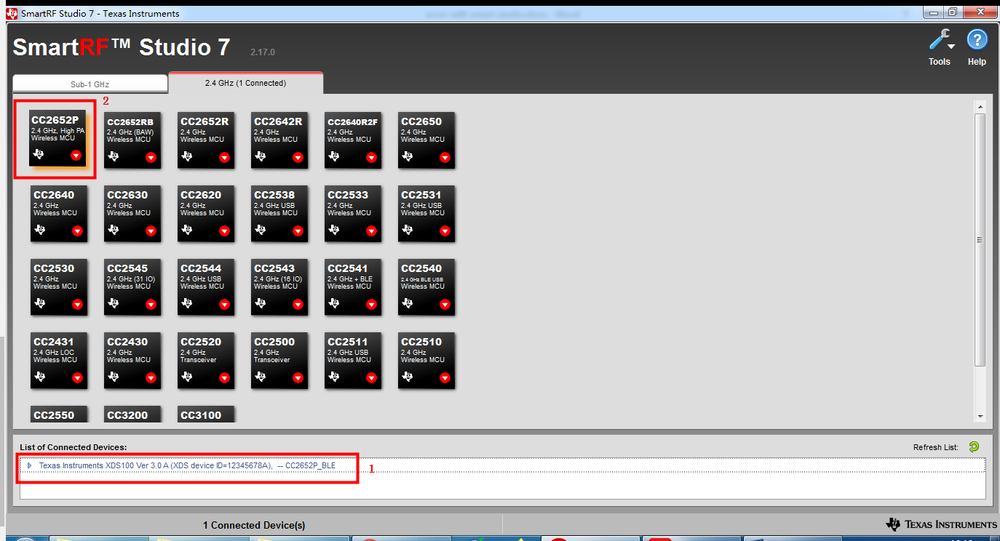 SmartRF Studio 7 - Texas Instruments
SmartRF™ Studio 7 2.17.0
Tools
Help
Sub-1 GHz
2.4 GHz (1 Connected)
2
CC2652P
2.4 GHz, High PA
Wireless MCU
CC2652RB
2.4 GHz (BAW)
Wireless MCU
CC2652R
2.4 GHz
Wireless MCU
CC2642R
2.4 GHz
Wireless MCU
CC2640R2F
2.4 GHz
Wireless MCU
CC2650
2.4 GHz
Wireless MCU
CC2640
2.4 GHz
Wireless MCU
CC2630
2.4 GHz
Wireless MCU
CC2620
2.4 GHz
Wireless MCU
CC2538
2.4 GHz USB
Wireless MCU
CC2533
2.4 GHz
Wireless MCU
CC2531
2.4 GHz USB
Wireless MCU
CC2530
2.4 GHz
Wireless MCU
CC2545
2.4 GHz (31 IO)
Wireless MCU
CC2544
2.4 GHz USB
Wireless MCU
CC2543
2.4 GHz (16 IO)
Wireless MCU
CC2541
2.4 GHz + BLE
Wireless MCU
CC2540
2.4 GHz BLE USB
Wireless MCU
CC2431
2.4 GHz LOC
Wireless MCU
CC2430
2.4 GHz
Wireless MCU
CC2520
2.4 GHz
Transceiver
CC2500
2.4 GHz
Transceiver
CC2511
2.4 GHz USB
Wireless MCU
CC2510
2.4 GHz
Wireless MCU
CC2550
CC3200
CC3100
List of Connected Devices:
Refresh List:
Texas Instruments XDS100 Ver 3.0 A (XDS device ID=12345678A), -- CC2652P_BLE
1
1 Connected Device(s)
TEXAS INSTRUMENTS